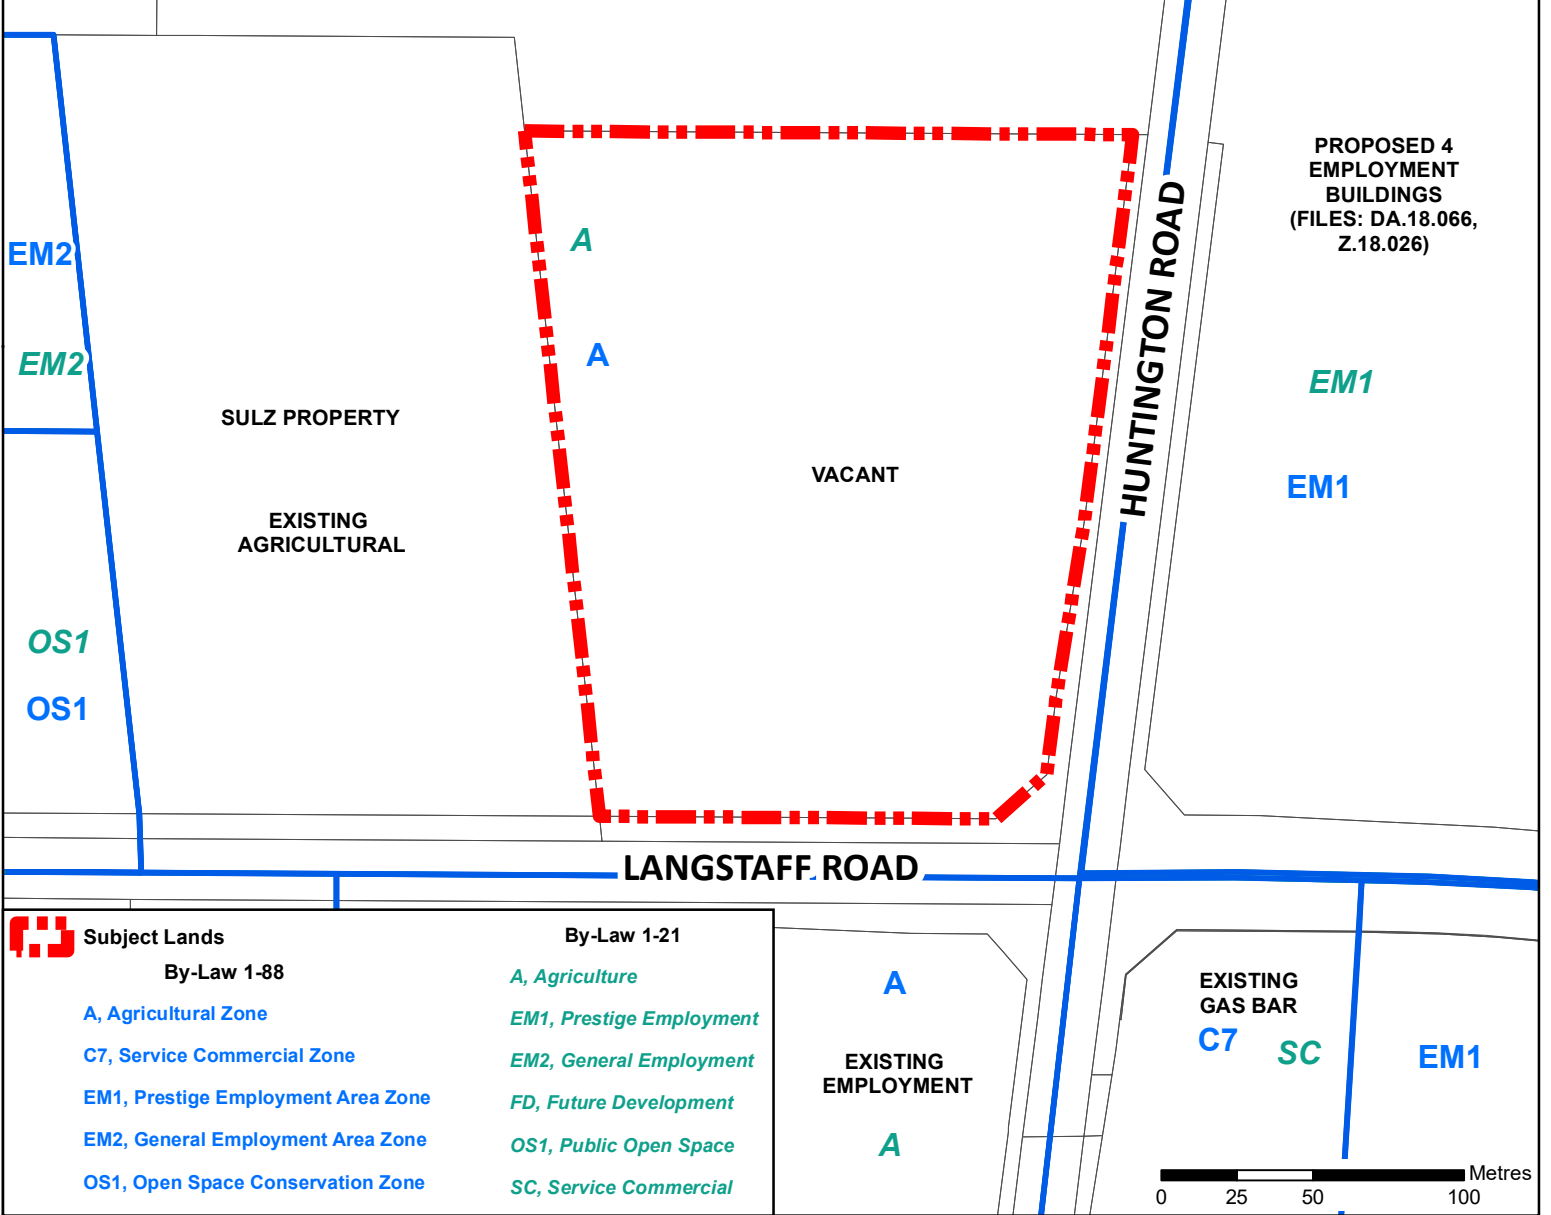 PROPOSED 4
EMPLOYMENT
BUILDINGS
(FILES: DA.18.066,
Z.18.026)
EM2
A
HUNTINGTON ROAD
A
EM2
EM1
SULZ PROPERTY
VACANT
EM1
EXISTING
AGRICULTURAL
OS1
OS1
LANGSTAFF ROAD
Subject Lands
By-Law 1-88
A, Agricultural Zone
C7, Service Commercial Zone
EM1, Prestige Employment Area Zone
EM2, General Employment Area Zone
OS1, Open Space Conservation Zone
By-Law 1-21
A, Agriculture
EM1, Prestige Employment
EM2, General Employment
FD, Future Development
OS1, Public Open Space
SC, Service Commercial
A
EXISTING
EMPLOYMENT
A
EXISTING
GAS BAR
C7
SC
EM1
Metres
0 25 50 100